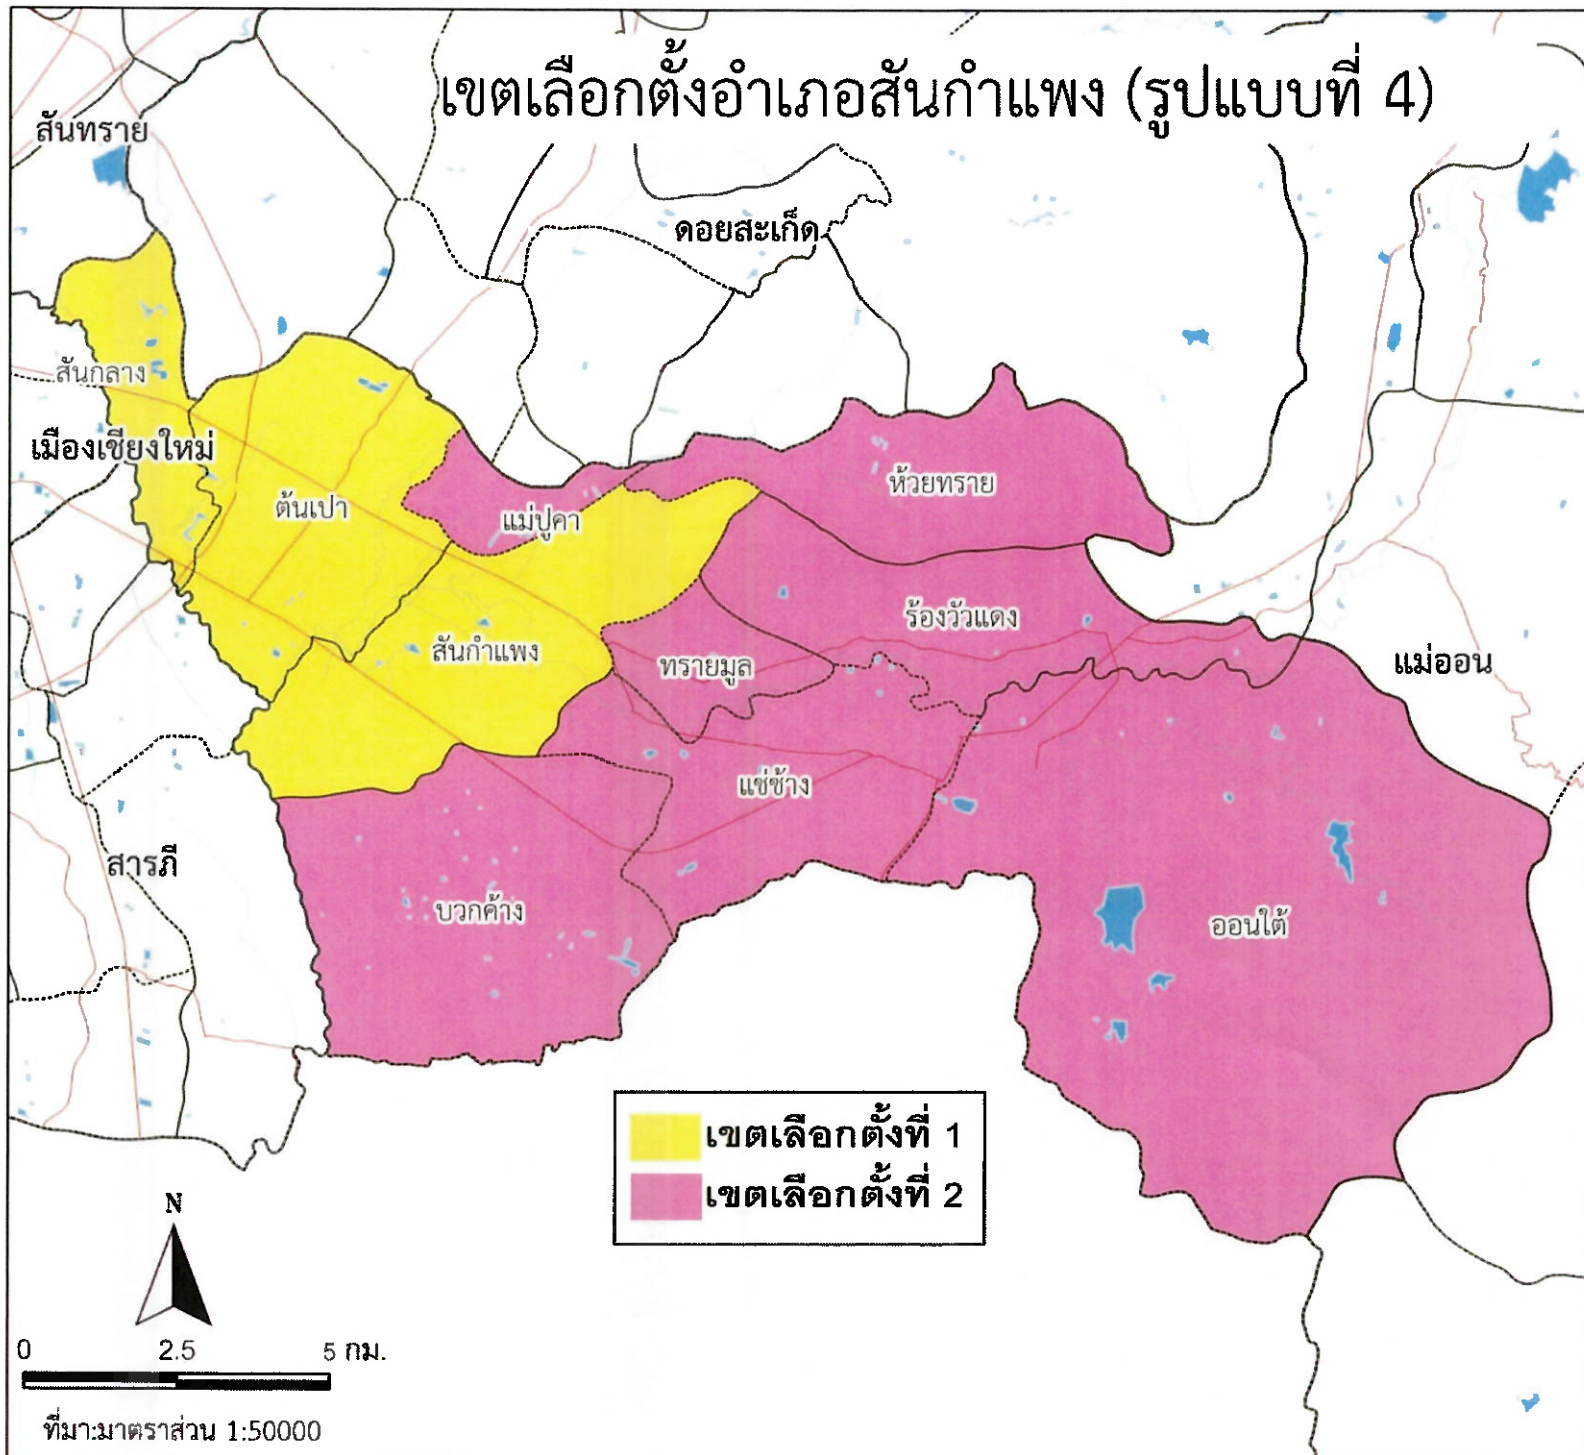 เขตเลือกตั้งอำเภอสันกำแพง (รูปแบบที่ 4)
สันทราย
ดอยสะเก็ด
สันกลาง
เมืองเชียงใหม่
ต้นเปา
แม่ปูคา
ห้วยทราย
ร้องวัวแดง
สันกำแพง
ทรายมูล
แม่ออน
แช่ช้าง
สารภี
บวกค้าง
ออนใต้
เขตเลือกตั้งที่ 1
เขตเลือกตั้งที่ 2
N
0 2.5 5 กม.
ที่มา:มาตราส่วน 1:50000